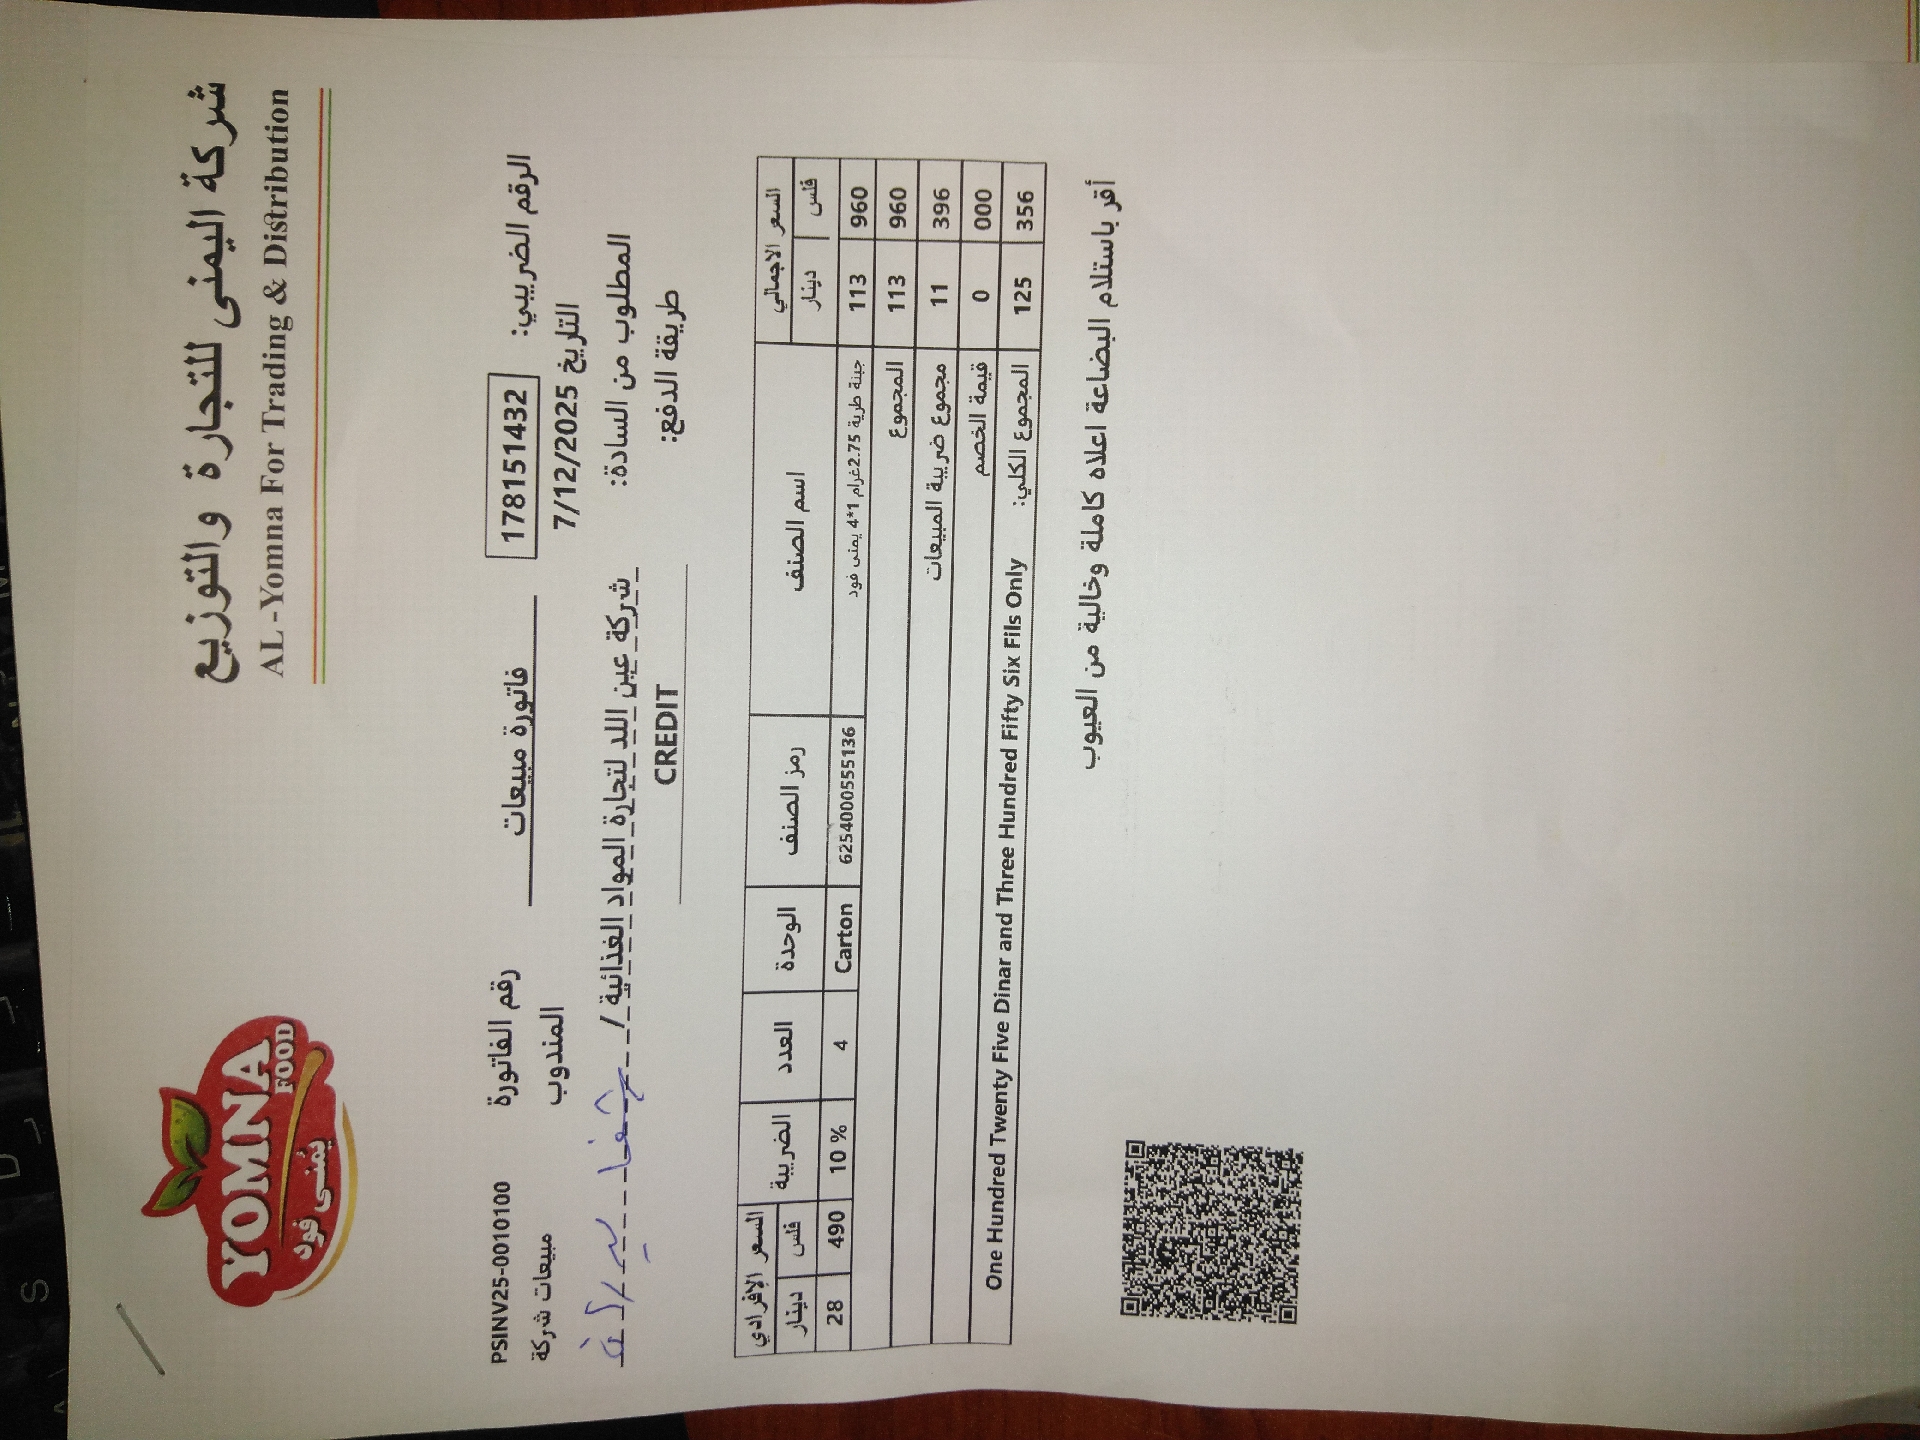 شركة اليمنى للتجارة والتوزيع
AL-Yomna For Trading & Distribution
YOMNA
FOOD
يمنى فود
الرقم الضريبي: 178151432
فاتورة مبيعات
رقم الفاتورة PSINV25-0010100
التاريخ 7/12/2025
المندوب مبيعات شركة
المطلوب من السادة: شركة عين اللد لتجارة المواد الغذائية /
طريقة الدفع: CREDIT
السعر الاجمالي اسم الصنف رمز الصنف الوحدة العدد الضريبة السعر الإفرادي
فلس دينار فلس دينار
960 113 جبنة طرية 2.75غرام 1*4 يمنى فود 6254000555136 Carton 4 10 % 490 28
960 113 المجموع
396 11 مجموع ضريبة المبيعات
000 0 قيمة الخصم
356 125 المجموع الكلي: One Hundred Twenty Five Dinar and Three Hundred Fifty Six Fils Only
أقر باستلام البضاعة اعلاه كاملة وخالية من العيوب